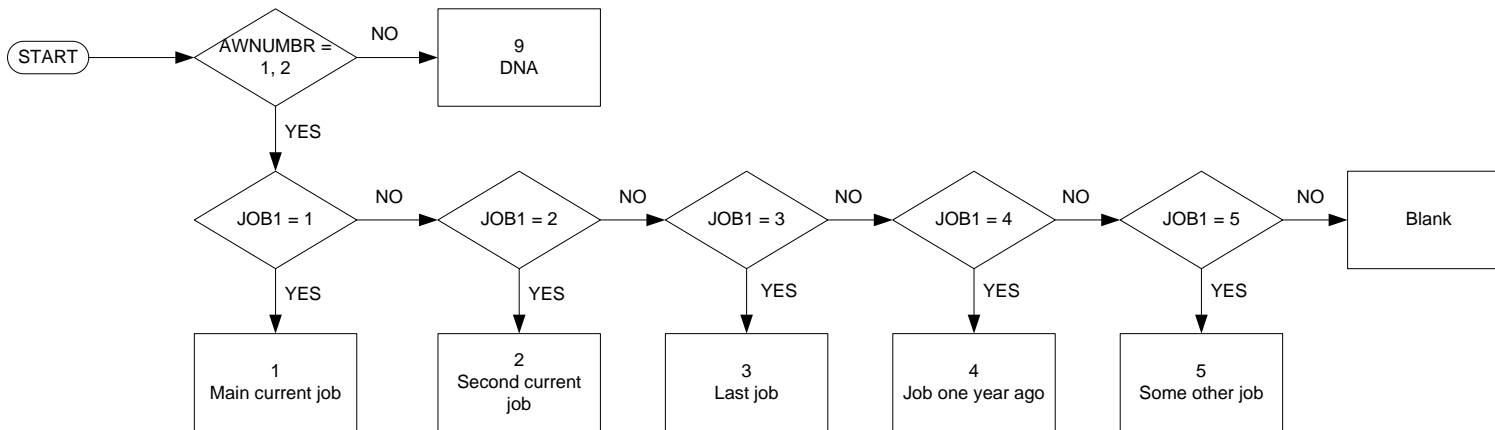 START
AWNUMBR =
1, 2
NO
9
DNA
YES
JOB1 = 1
NO
JOB1 = 2
NO
JOB1 = 3
NO
JOB1 = 4
NO
JOB1 = 5
NO
Blank
YES
YES
YES
YES
YES
1
Main current job
2
Second current
job
3
Last job
4
Job one year ago
5
Some other job